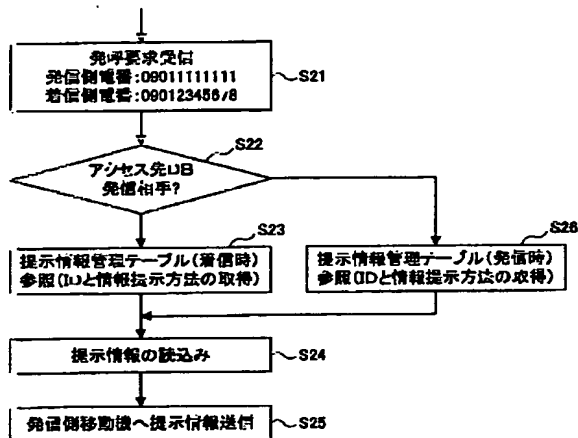 発呼要求受信
発信側電番:09011111111
着信側電番:09012345678
S21
S22
アクセス先DB
発信相手?
S23
提示情報管理テーブル(着信時)
参照(IDと情報提示方法の取得)
S26
提示情報管理テーブル(発信時)
参照(IDと情報提示方法の取得)
提示情報の読込み
S24
発信側移動機へ提示情報送信
S25